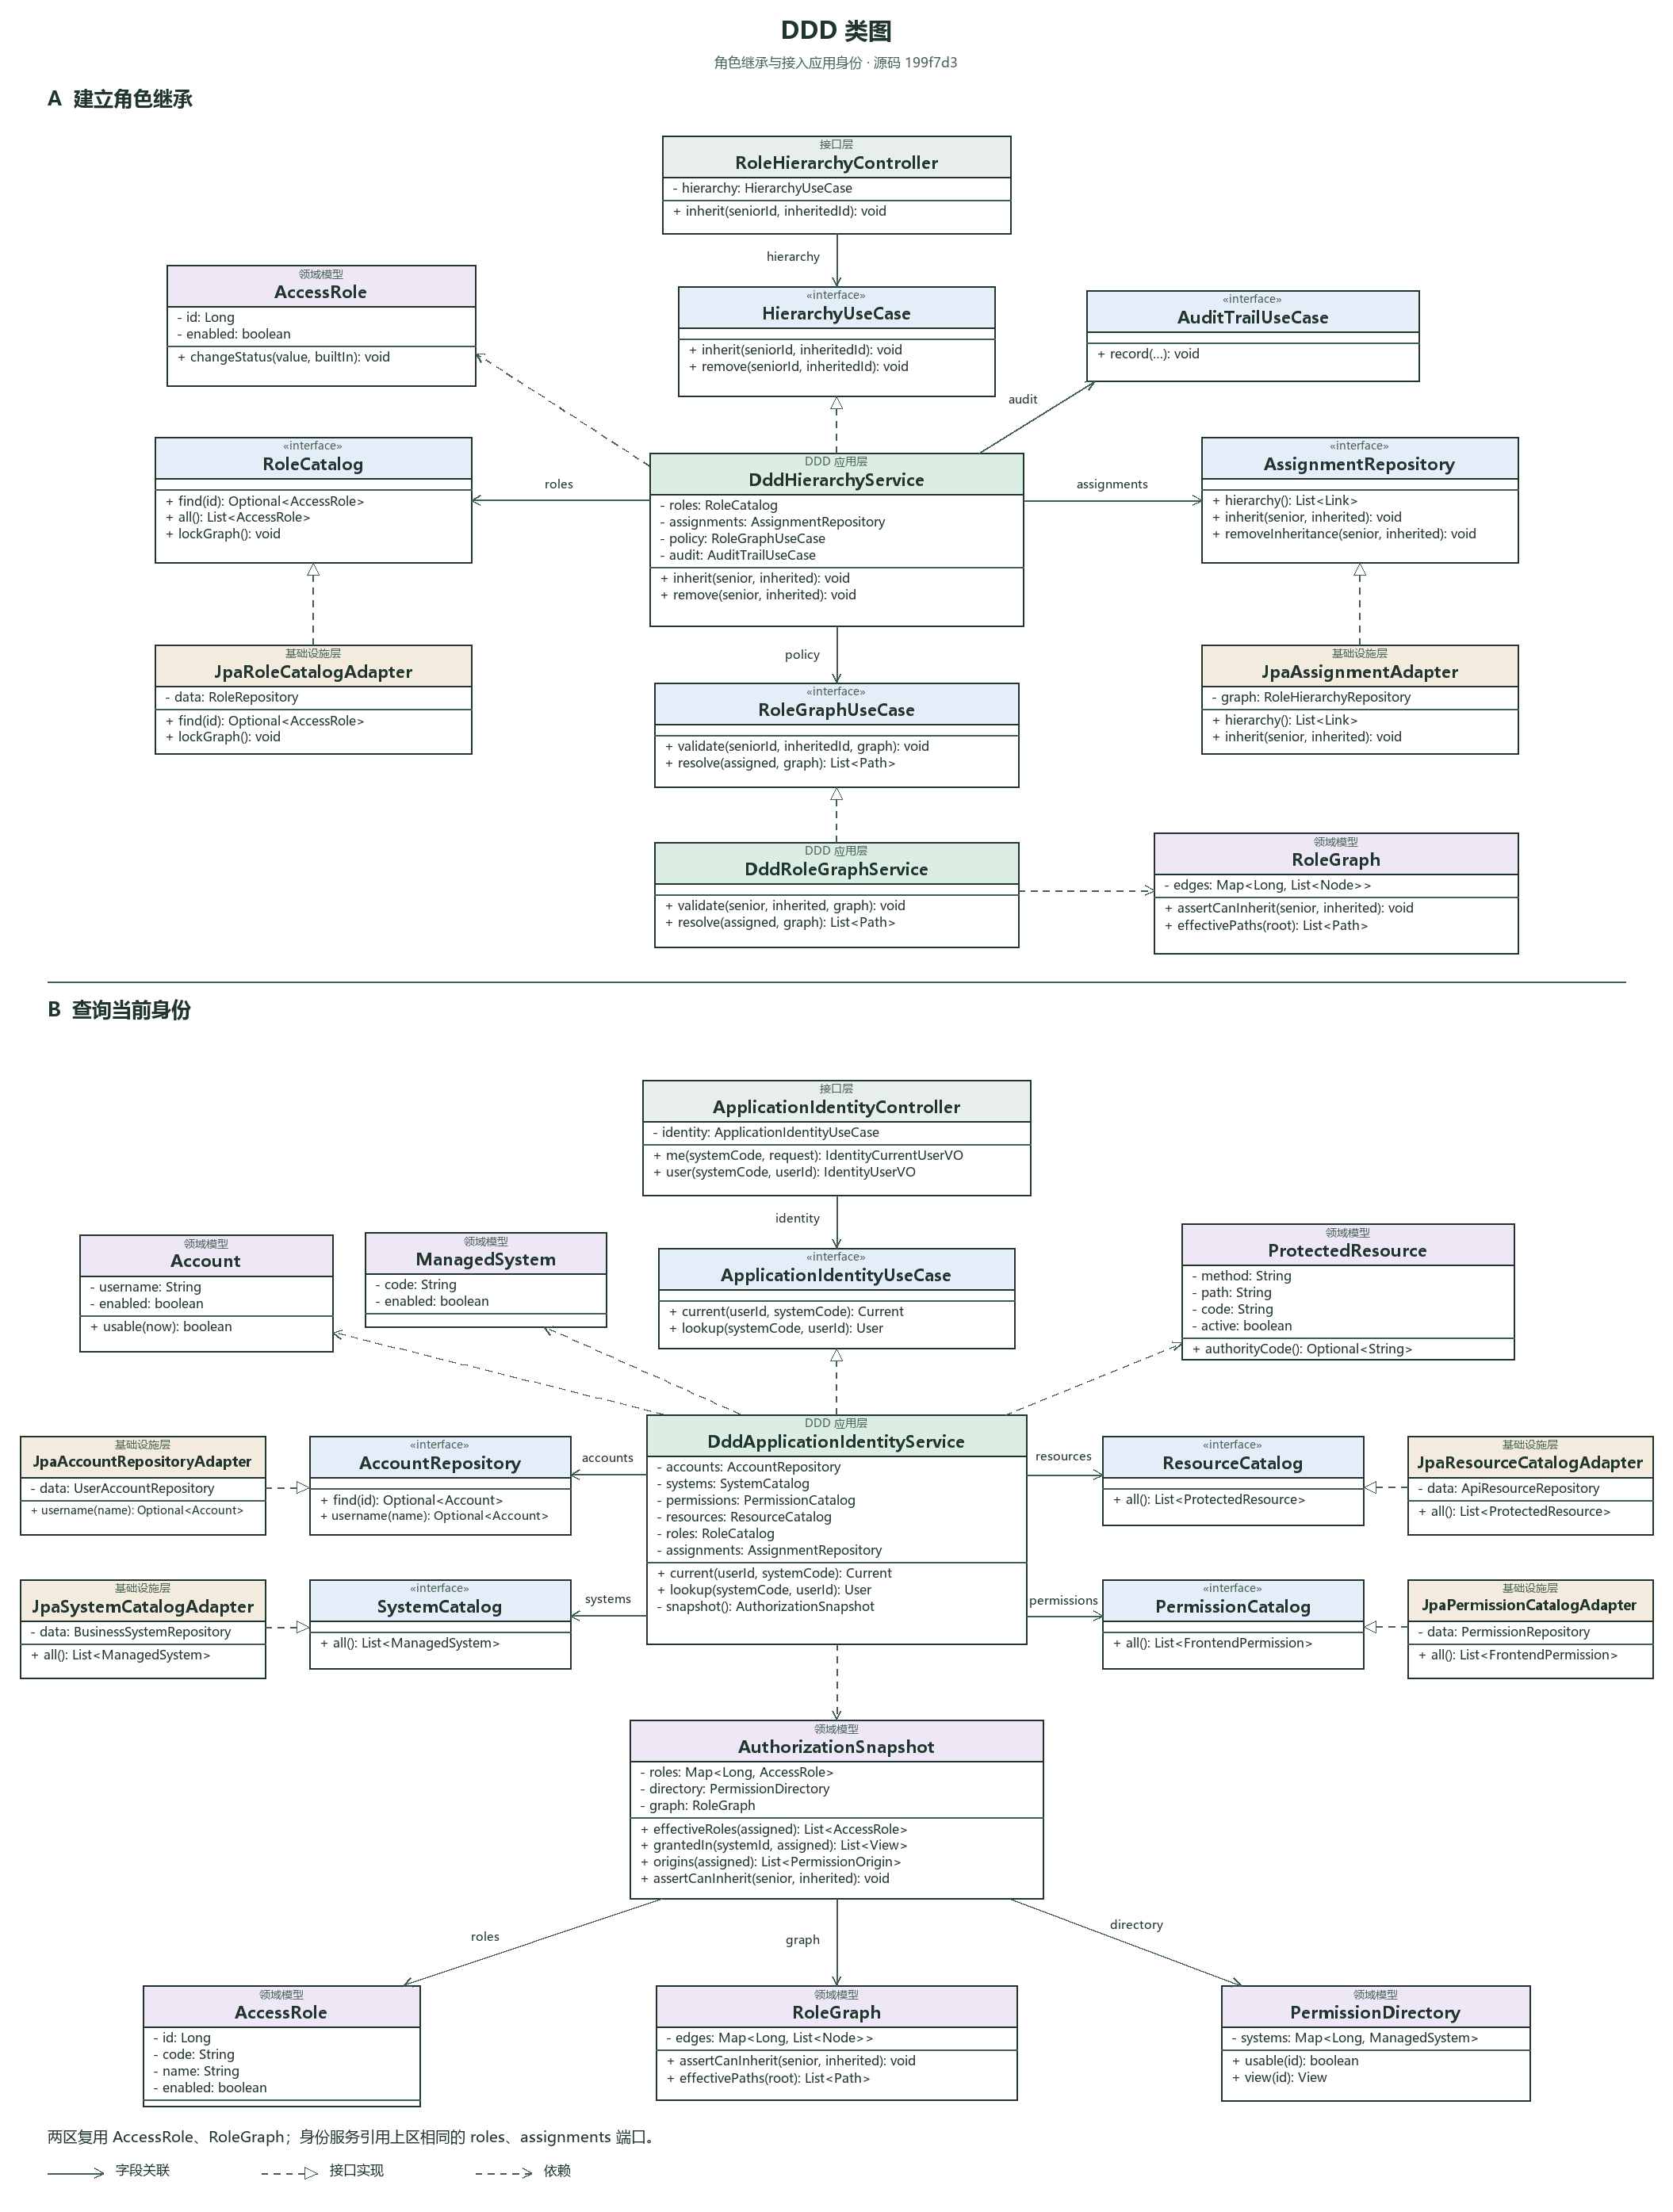 DDD 类图
角色继承与接入应用身份 · 源码 199f7d3
A 建立角色继承
接口层
RoleHierarchyController
- hierarchy: HierarchyUseCase
+ inherit(seniorId, inheritedId): void
hierarchy
领域模型
AccessRole
- id: Long
- enabled: boolean
+ changeStatus(value, builtIn): void
«interface»
HierarchyUseCase
+ inherit(seniorId, inheritedId): void
+ remove(seniorId, inheritedId): void
«interface»
AuditTrailUseCase
+ record(...): void
audit
«interface»
RoleCatalog
+ find(id): Optional<AccessRole>
+ all(): List<AccessRole>
+ lockGraph(): void
roles
DDD 应用层
DddHierarchyService
- roles: RoleCatalog
- assignments: AssignmentRepository
- policy: RoleGraphUseCase
- audit: AuditTrailUseCase
+ inherit(senior, inherited): void
+ remove(senior, inherited): void
assignments
«interface»
AssignmentRepository
+ hierarchy(): List<Link>
+ inherit(senior, inherited): void
+ removeInheritance(senior, inherited): void
基础设施层
JpaRoleCatalogAdapter
- data: RoleRepository
+ find(id): Optional<AccessRole>
+ lockGraph(): void
policy
«interface»
RoleGraphUseCase
+ validate(seniorId, inheritedId, graph): void
+ resolve(assigned, graph): List<Path>
基础设施层
JpaAssignmentAdapter
- graph: RoleHierarchyRepository
+ hierarchy(): List<Link>
+ inherit(senior, inherited): void
DDD 应用层
DddRoleGraphService
+ validate(senior, inherited, graph): void
+ resolve(assigned, graph): List<Path>
领域模型
RoleGraph
- edges: Map<Long, List<Node>>
+ assertCanInherit(senior, inherited): void
+ effectivePaths(root): List<Path>
B 查询当前身份
接口层
ApplicationIdentityController
- identity: ApplicationIdentityUseCase
+ me(systemCode, request): IdentityCurrentUserVO
+ user(systemCode, userId): IdentityUserVO
identity
领域模型
Account
- username: String
- enabled: boolean
+ usable(now): boolean
领域模型
ManagedSystem
- code: String
- enabled: boolean
«interface»
ApplicationIdentityUseCase
+ current(userId, systemCode): Current
+ lookup(systemCode, userId): User
领域模型
ProtectedResource
- method: String
- path: String
- code: String
- active: boolean
+ authorityCode(): Optional<String>
基础设施层
JpaAccountRepositoryAdapter
- data: UserAccountRepository
+ username(name): Optional<Account>
«interface»
AccountRepository
+ find(id): Optional<Account>
+ username(name): Optional<Account>
accounts
DDD 应用层
DddApplicationIdentityService
- accounts: AccountRepository
- systems: SystemCatalog
- permissions: PermissionCatalog
- resources: ResourceCatalog
- roles: RoleCatalog
- assignments: AssignmentRepository
+ current(userId, systemCode): Current
+ lookup(systemCode, userId): User
- snapshot(): AuthorizationSnapshot
resources
«interface»
ResourceCatalog
+ all(): List<ProtectedResource>
基础设施层
JpaResourceCatalogAdapter
- data: ApiResourceRepository
+ all(): List<ProtectedResource>
基础设施层
JpaSystemCatalogAdapter
- data: BusinessSystemRepository
+ all(): List<ManagedSystem>
«interface»
SystemCatalog
+ all(): List<ManagedSystem>
systems
permissions
«interface»
PermissionCatalog
+ all(): List<FrontendPermission>
基础设施层
JpaPermissionCatalogAdapter
- data: PermissionRepository
+ all(): List<FrontendPermission>
领域模型
AuthorizationSnapshot
- roles: Map<Long, AccessRole>
- directory: PermissionDirectory
- graph: RoleGraph
+ effectiveRoles(assigned): List<AccessRole>
+ grantedIn(systemId, assigned): List<View>
+ origins(assigned): List<PermissionOrigin>
+ assertCanInherit(senior, inherited): void
roles
graph
directory
领域模型
AccessRole
- id: Long
- code: String
- name: String
- enabled: boolean
领域模型
RoleGraph
- edges: Map<Long, List<Node>>
+ assertCanInherit(senior, inherited): void
+ effectivePaths(root): List<Path>
领域模型
PermissionDirectory
- systems: Map<Long, ManagedSystem>
+ usable(id): boolean
+ view(id): View
两区复用 AccessRole、RoleGraph；身份服务引用上区相同的 roles、assignments 端口。
字段关联
接口实现
依赖